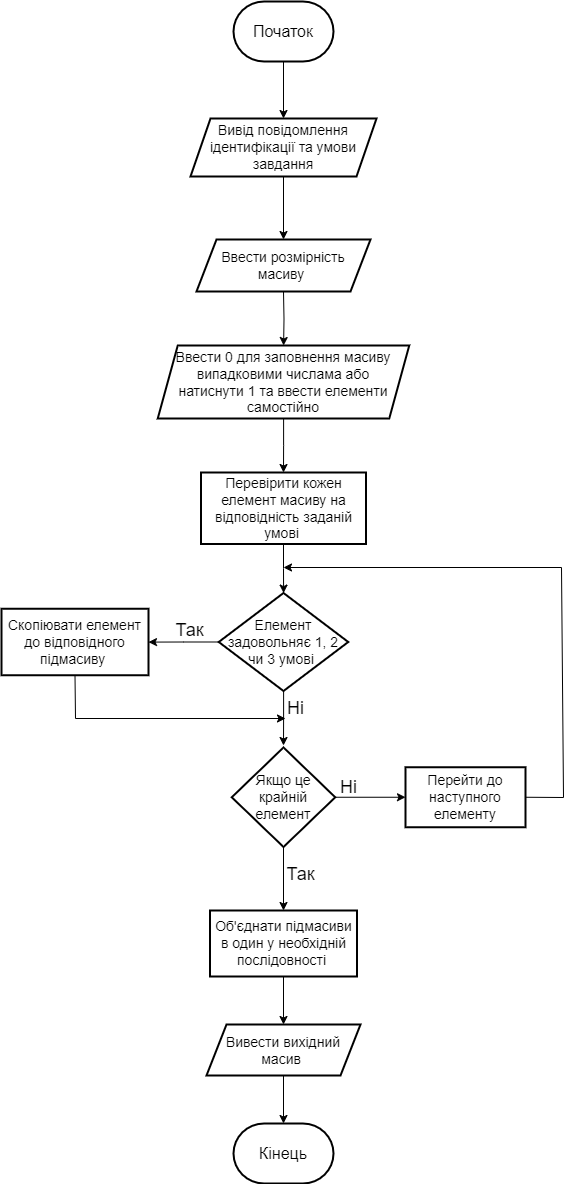 Початок
Вивід повідомлення
ідентифікації та умови
завдання
Ввести розмірність
масиву
Ввести 0 для заповнення масиву
випадковими числама або
натиснути 1 та ввести елементи
самостійно
Перевірити кожен
елемент масиву на
відповідність заданій
умові
Елемент
задовольняє 1, 2
чи 3 умові
Так
Скопіювати елемент
до відповідного
підмасиву
Ні
Якщо це
крайній
елемент
Ні
Перейти до
наступного
елементу
Так
Об'єднати підмасиви
в один у необхідній
послідовності
Вивести вихідний
масив
Кінець